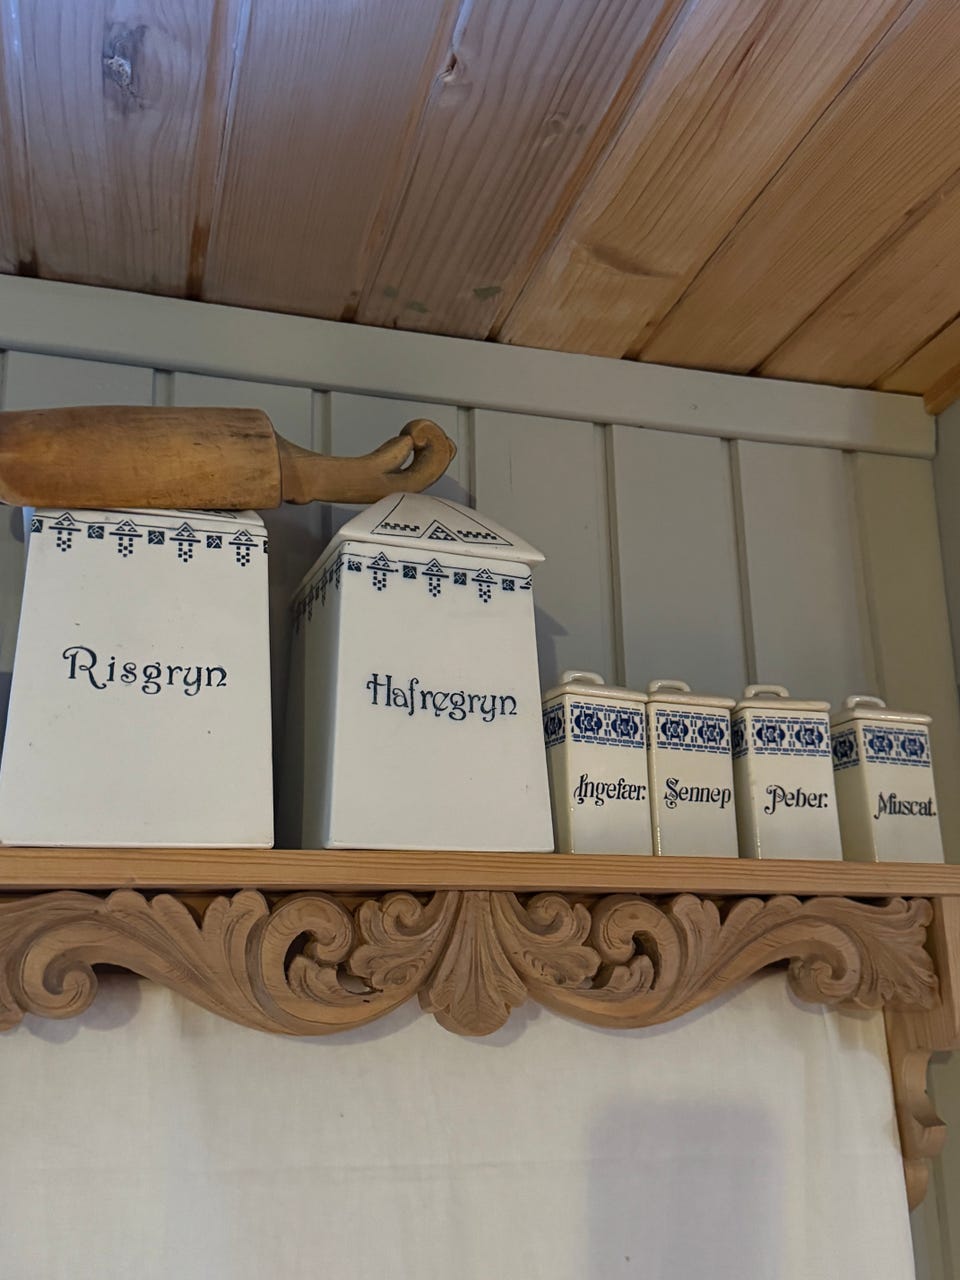 Risgryn
Hafregryn
Ingefær.
Sennep
Peber.
Muscat.